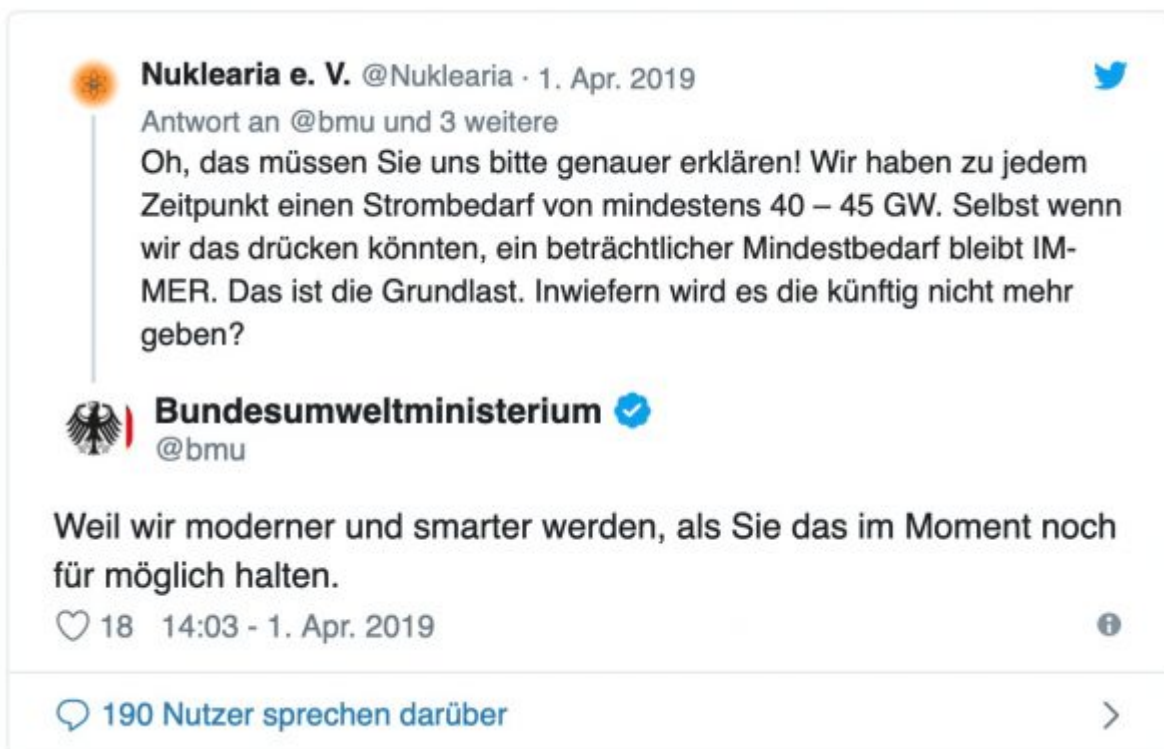 Nuklearia e. V. @Nuklearia · 1. Apr. 2019
Antwort an @bmu und 3 weitere
Oh, das müssen Sie uns bitte genauer erklären! Wir haben zu jedem
Zeitpunkt einen Strombedarf von mindestens 40 – 45 GW. Selbst wenn
wir das drücken könnten, ein beträchtlicher Mindestbedarf bleibt IM-
MER. Das ist die Grundlast. Inwiefern wird es die künftig nicht mehr
geben?
Bundesumweltministerium
@bmu
Weil wir moderner und smarter werden, als Sie das im Moment noch
für möglich halten.
18 14:03 - 1. Apr. 2019
190 Nutzer sprechen darüber